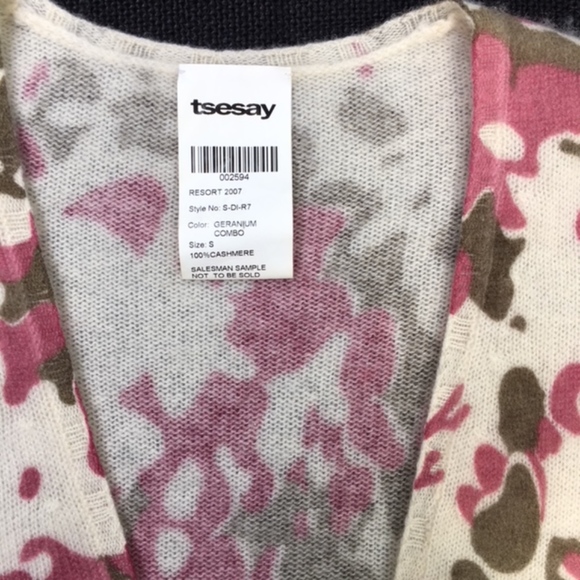 tsesay
002594
RESORT 2007
Style No: S-DI-R7
Color: GERANIUM
COMBO
Size: S
100%CASHMERE
SALESMAN SAMPLE
NOT TO BE SOLD